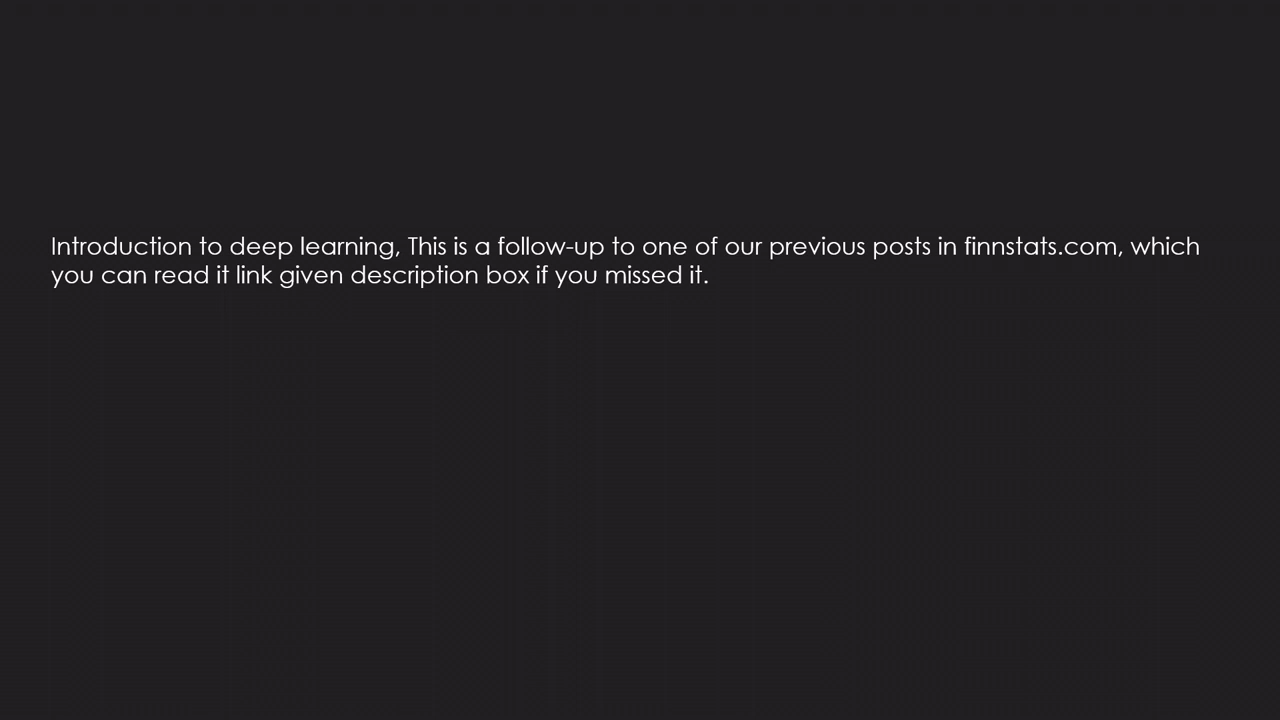 Introduction to deep learning, This is a follow-up to one of our previous posts in finnstats.com, which
you can read it link given description box if you missed it.